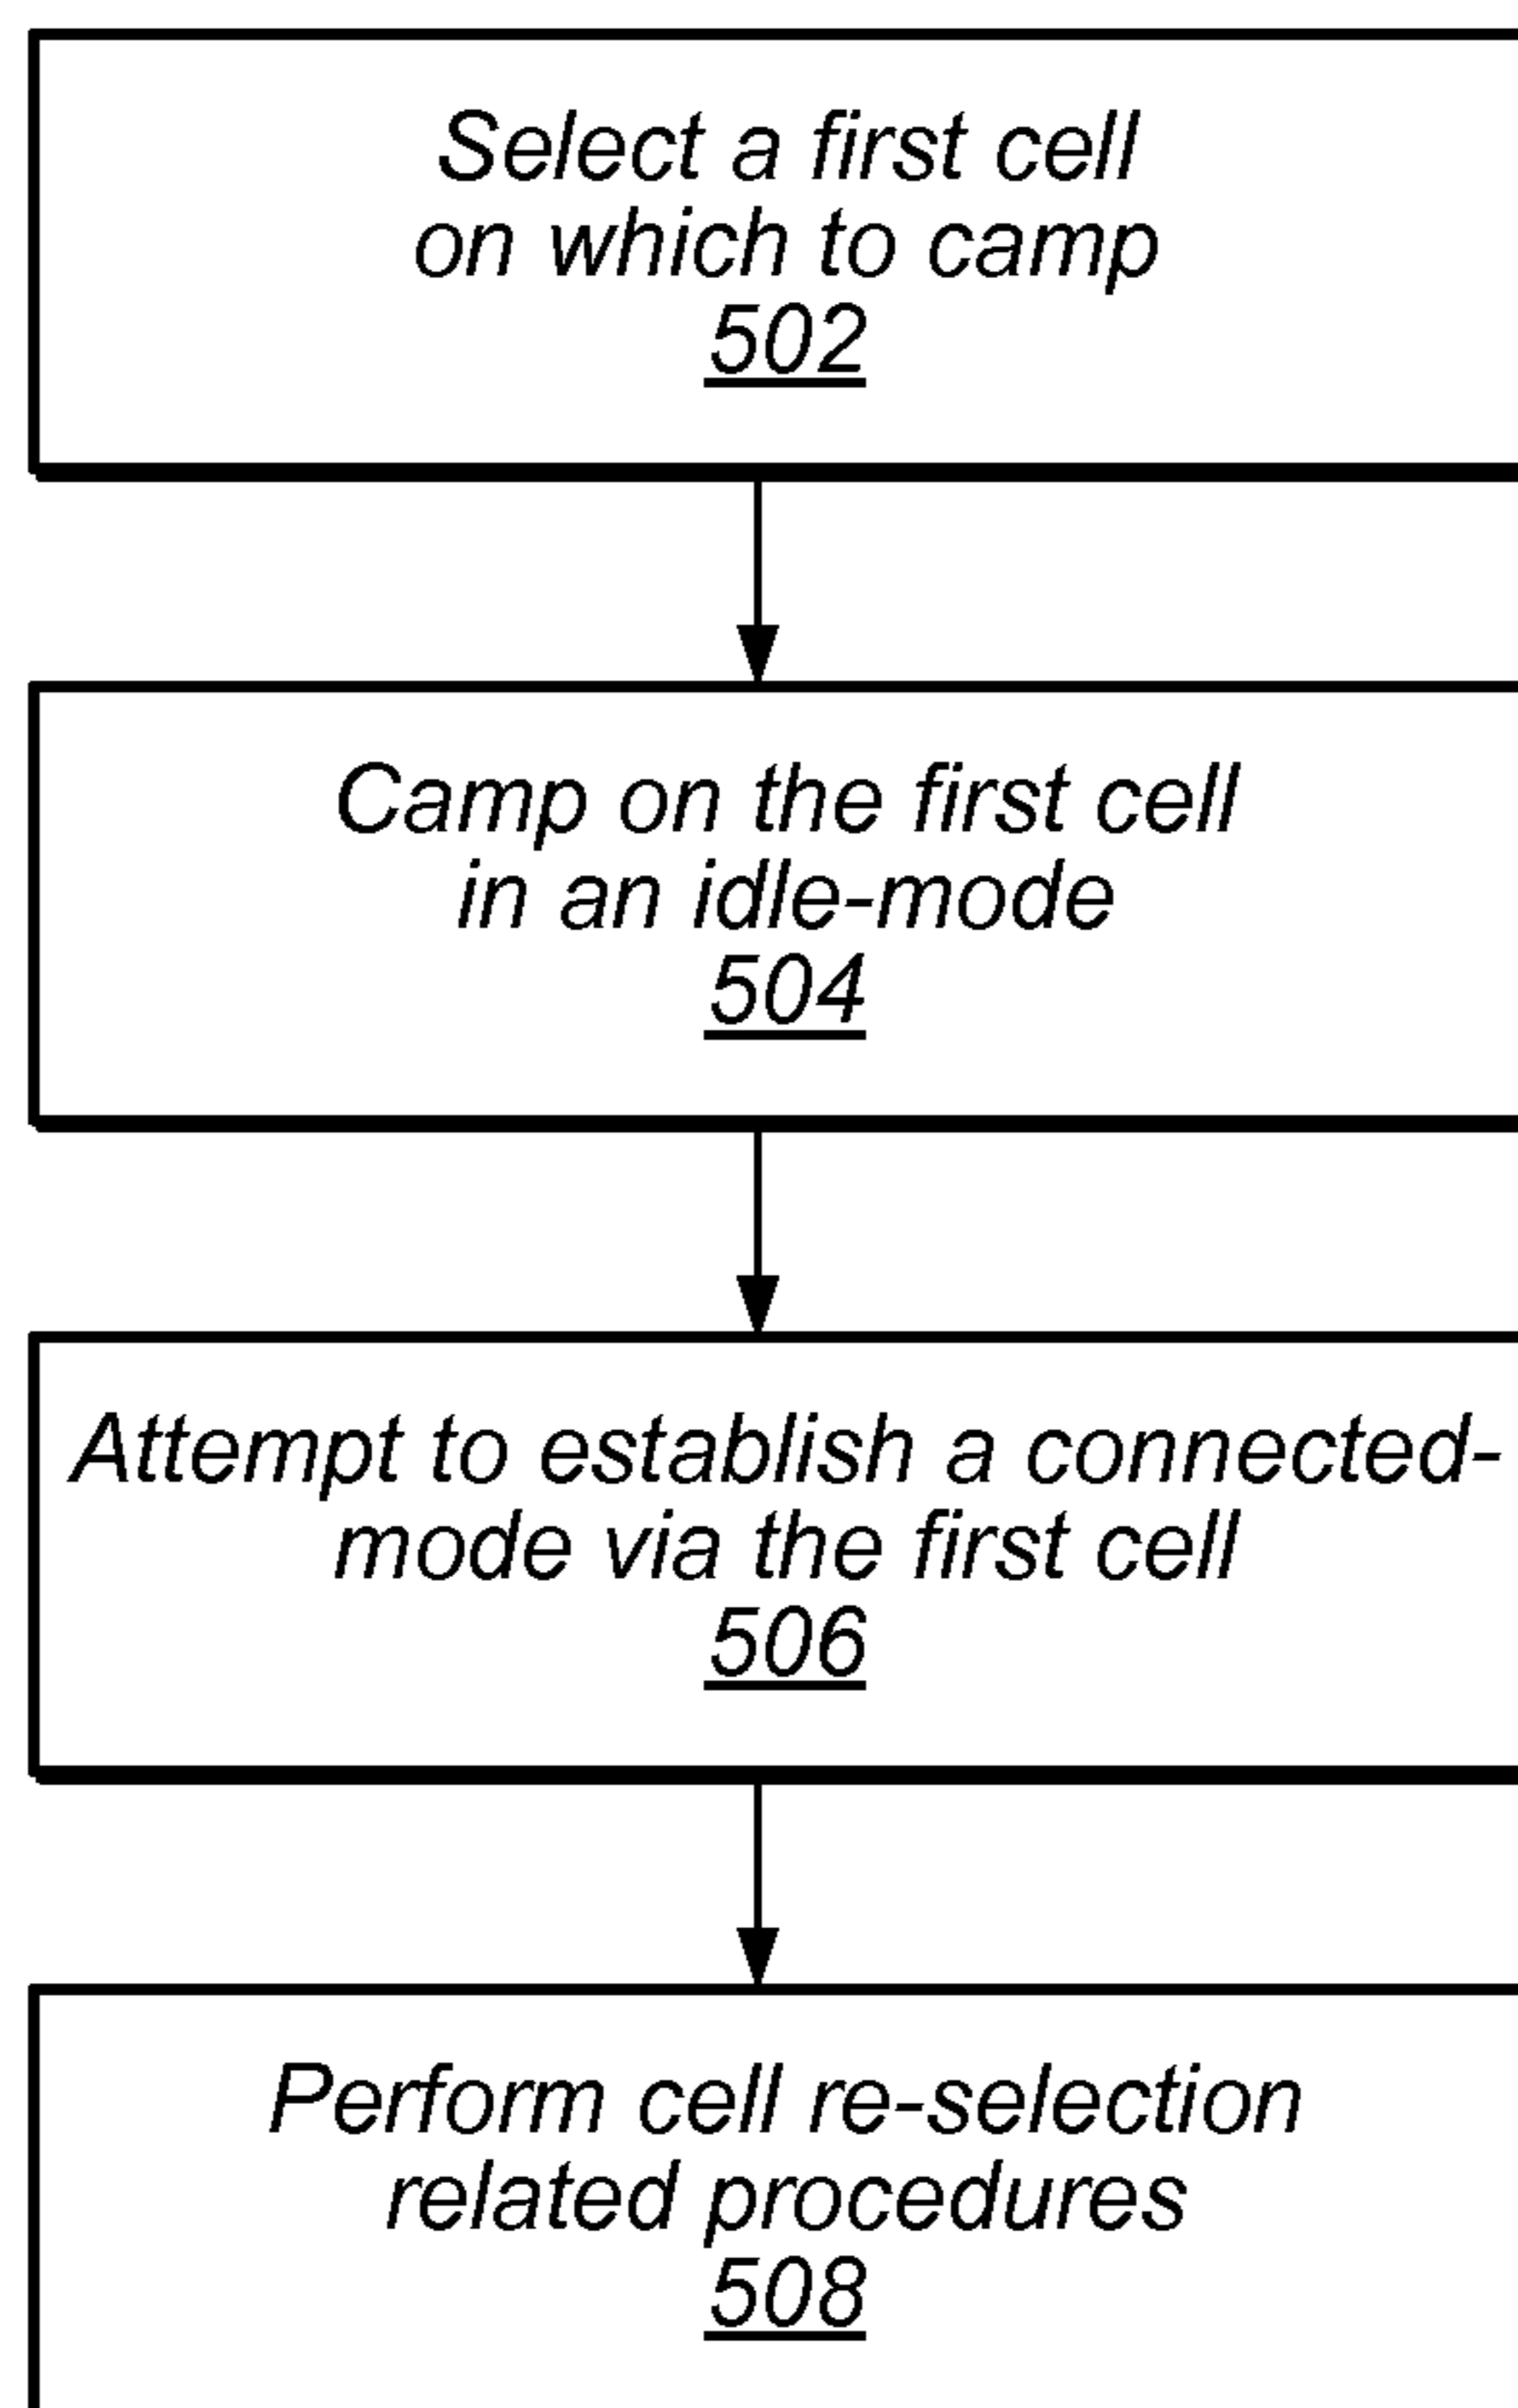 Select a first cell
on which to camp
502
Camp on the first cell
in an idle-mode
504
Attempt to establish a connected-
mode via the first cell
506
Perform cell re-selection
related procedures
508